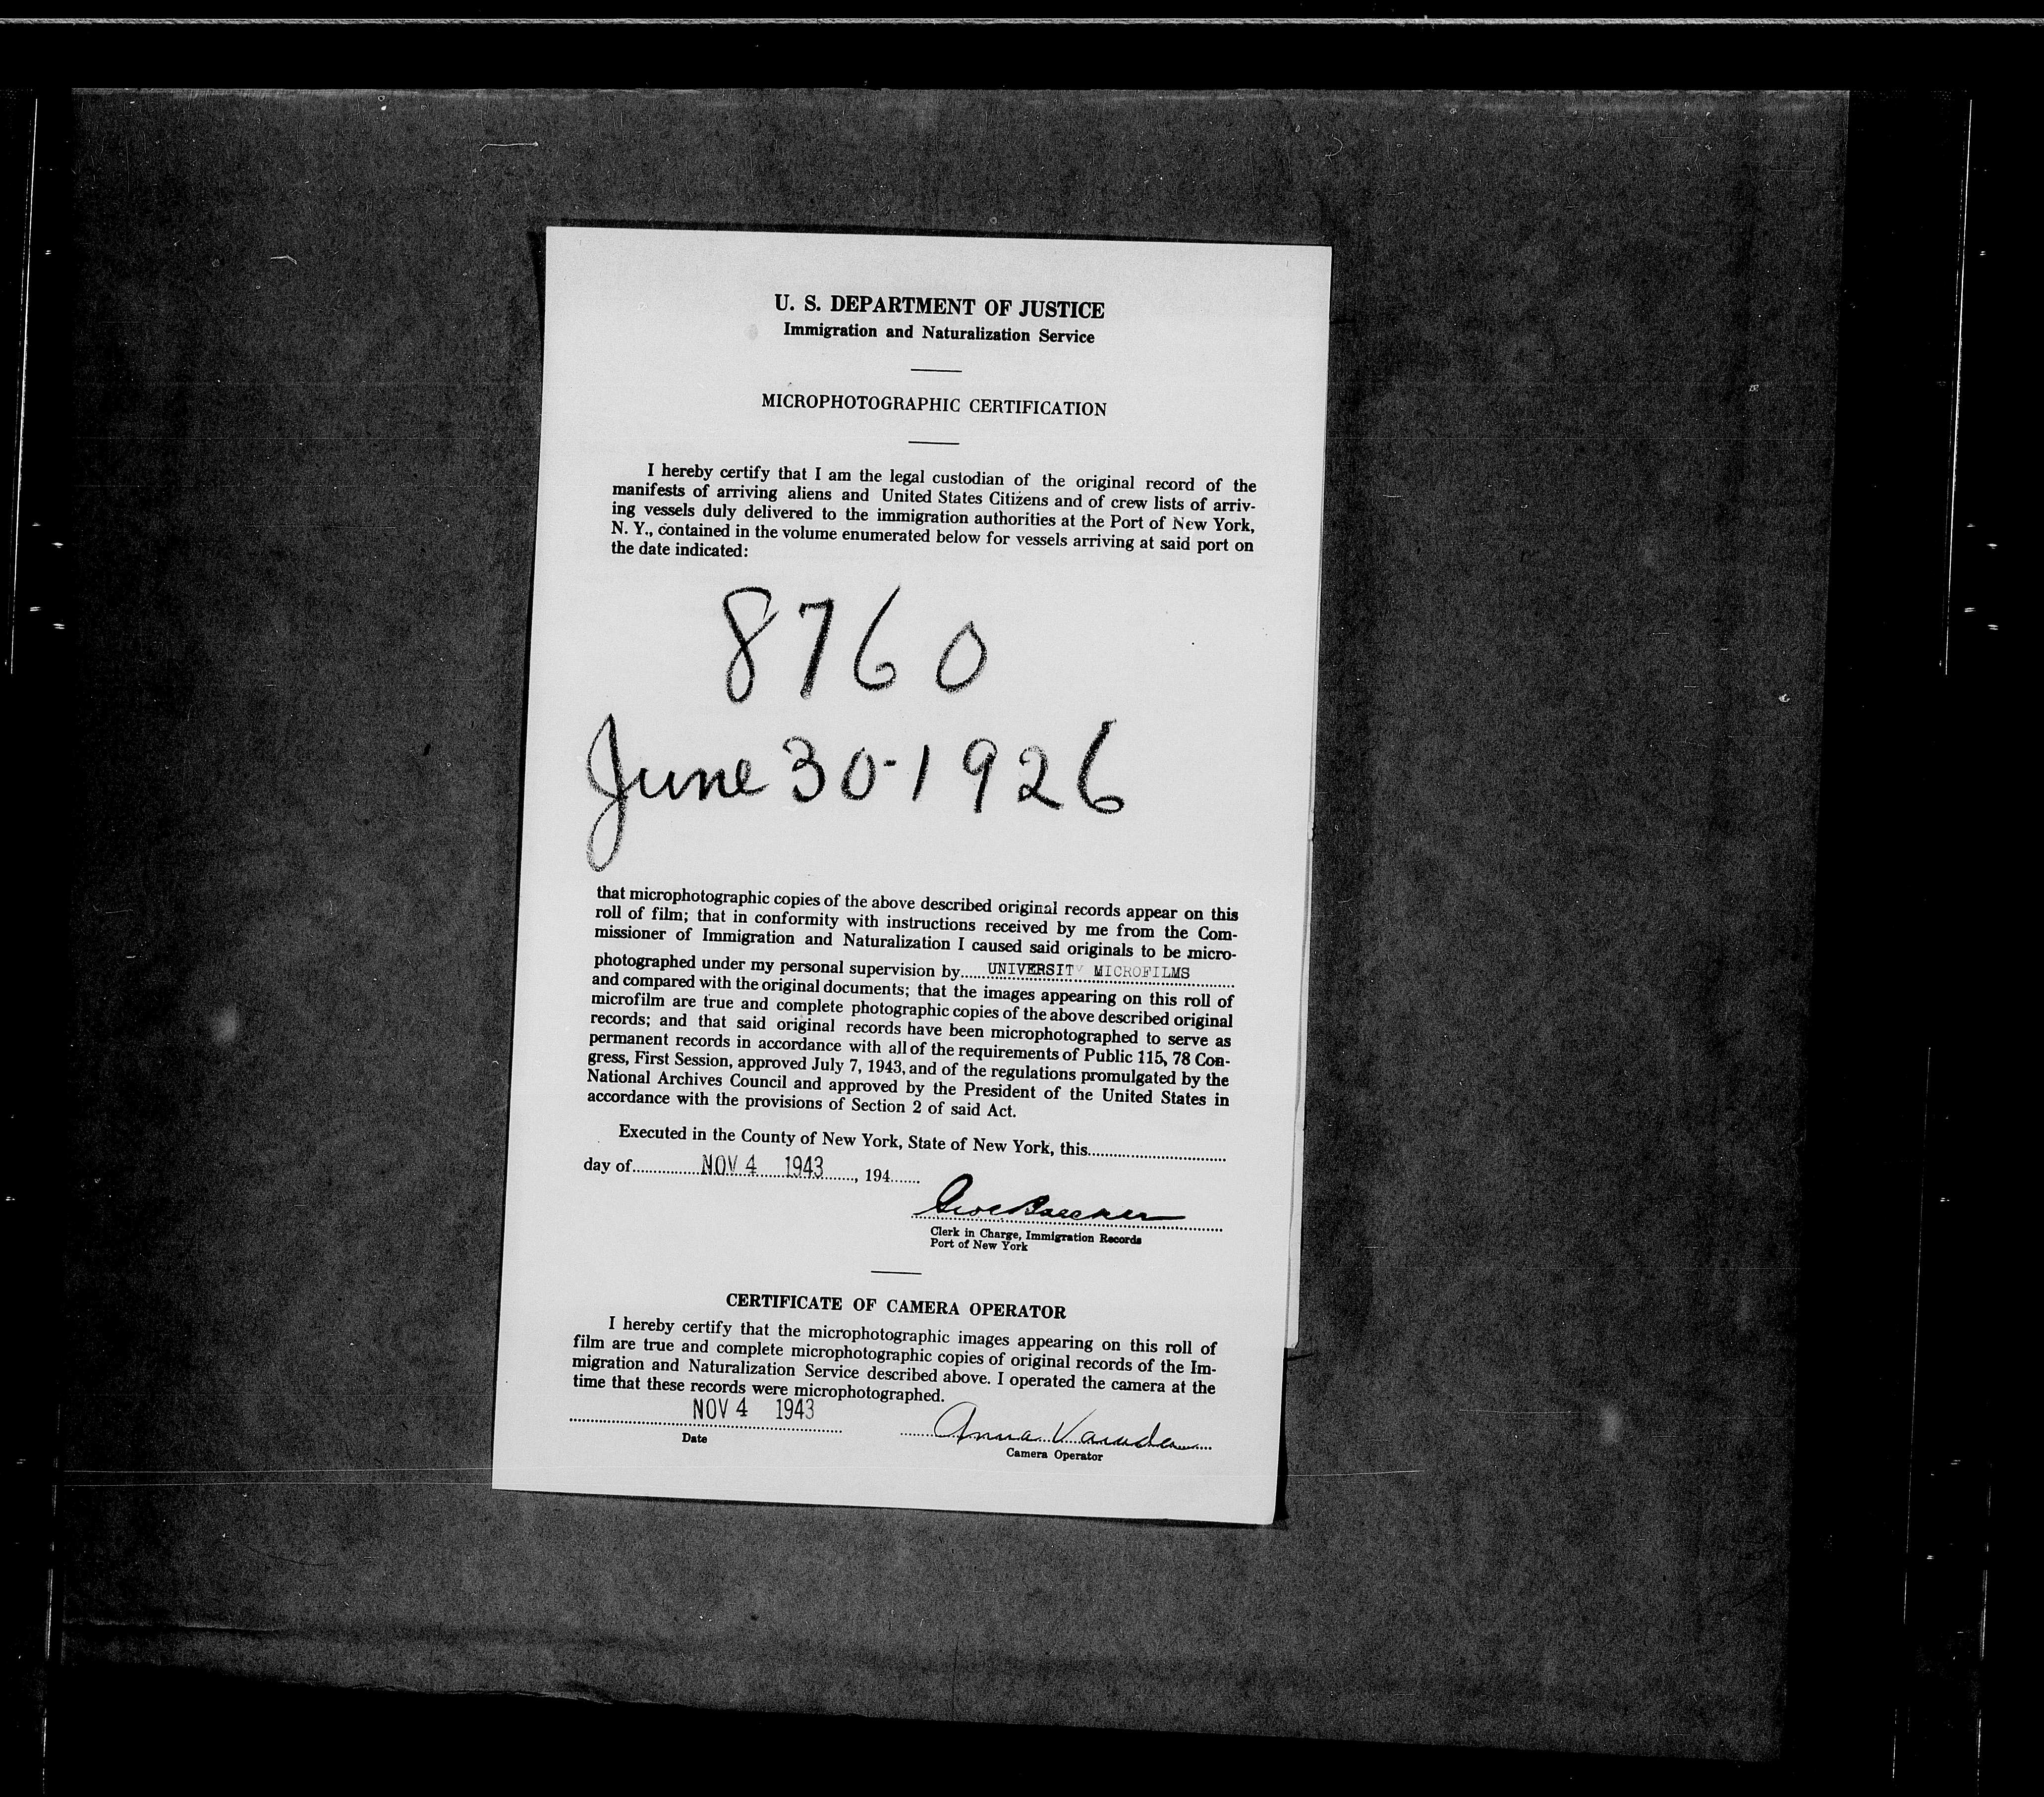 U. S. DEPARTMENT OF JUSTICE
Immigration and Naturalization Service
MICROPHOTOGRAPHIC CERTIFICATION
I hereby certify that I am the legal custodian of the original record of the
manifests of arriving aliens and United States Citizens and of crew lists of arriv-
ing vessels duly delivered to the immigration authorities at the Port of New York,
N. Y., contained in the volume enumerated below for vessels arriving at said port on
the date indicated:
8760
June 30-1926
that microphotographic copies of the above described original records appear on this
roll of film; that in conformity with instructions received by me from the Com-
missioner of Immigration and Naturalization I caused said originals to be micro-
photographed under my personal supervision by......UNIVERSITY MICROFILMS
and compared with the original documents; that the images appearing on this roll of
microfilm are true and complete photographic copies of the above described original
records; and that said original records have been microphotographed to serve as
permanent records in accordance with all of the requirements of Public 115, 78 Con-
gress, First Session, approved July 7, 1943, and of the regulations promulgated by the
National Archives Council and approved by the President of the United States in
accordance with the provisions of Section 2 of said Act.
Executed in the County of New York, State of New York, this
day of NOV 4 1943, 194
Geo Baecker
Clerk in Charge, Immigration Records
Port of New York
CERTIFICATE OF CAMERA OPERATOR
I hereby certify that the microphotographic images appearing on this roll of
film are true and complete microphotographic copies of original records of the Im-
migration and Naturalization Service described above. I operated the camera at the
time that these records were microphotographed.
NOV 4 1943
Anna
Date
Camera Operator